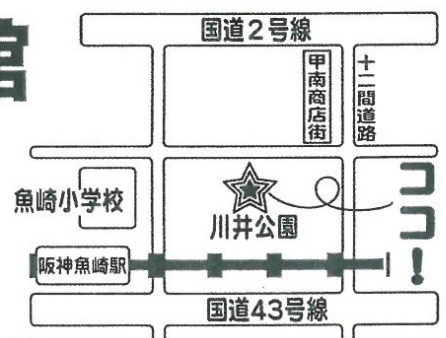 館
国道2号線
甲南商店街
十二間道路
魚崎小学校
川井公園
ココ!
阪神魚崎駅
国道43号線